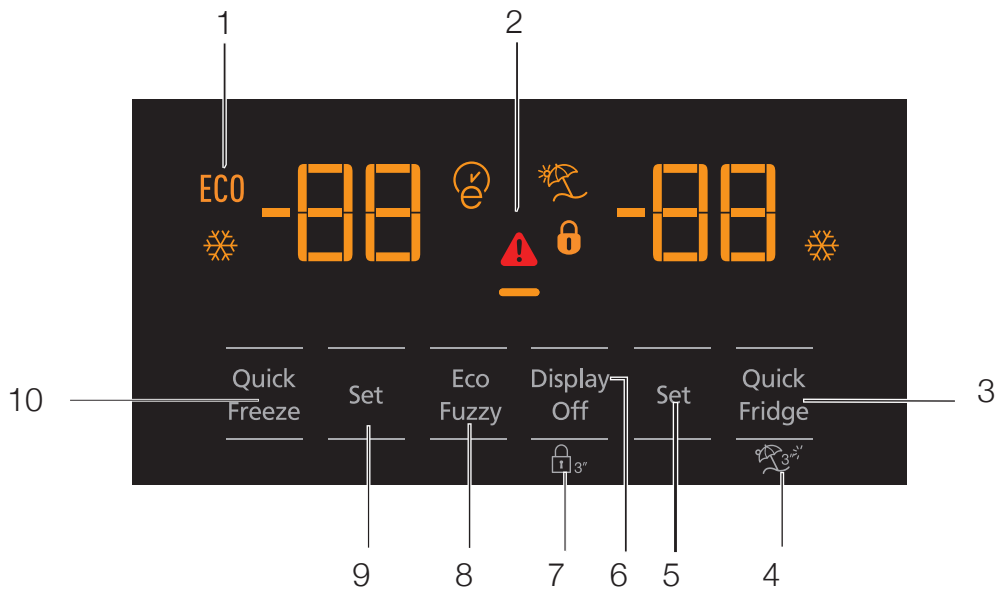 1 2
ECO -88 e -88
Quick Set Eco Display Set Quick
Freeze Fuzzy Off Fridge
10 3
3" 3"
9 8 7 6 5 4